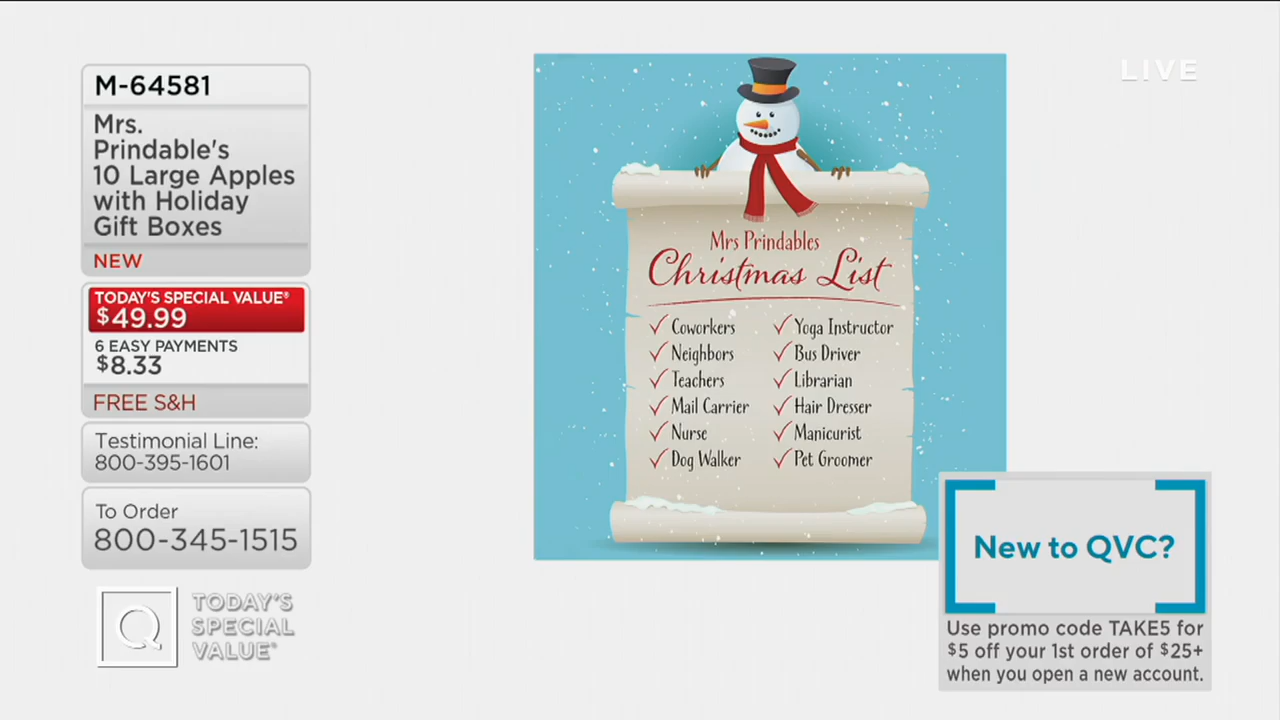 M-64581
Mrs.
Prindable's
10 Large Apples
with Holiday
Gift Boxes
NEW
TODAY'S SPECIAL VALUE®
$49.99
6 EASY PAYMENTS
$8.33
FREE S&H
Testimonial Line:
800-395-1601
To Order
800-345-1515
Q
TODAY'S
SPECIAL
VALUE®
LIVE
Mrs Prindables
Christmas List
Coworkers
Neighbors
Teachers
Mail Carrier
Nurse
Dog Walker
Yoga Instructor
Bus Driver
Librarian
Hair Dresser
Manicurist
Pet Groomer
New to QVC?
Use promo code TAKE5 for
$5 off your 1st order of $25+
when you open a new account.